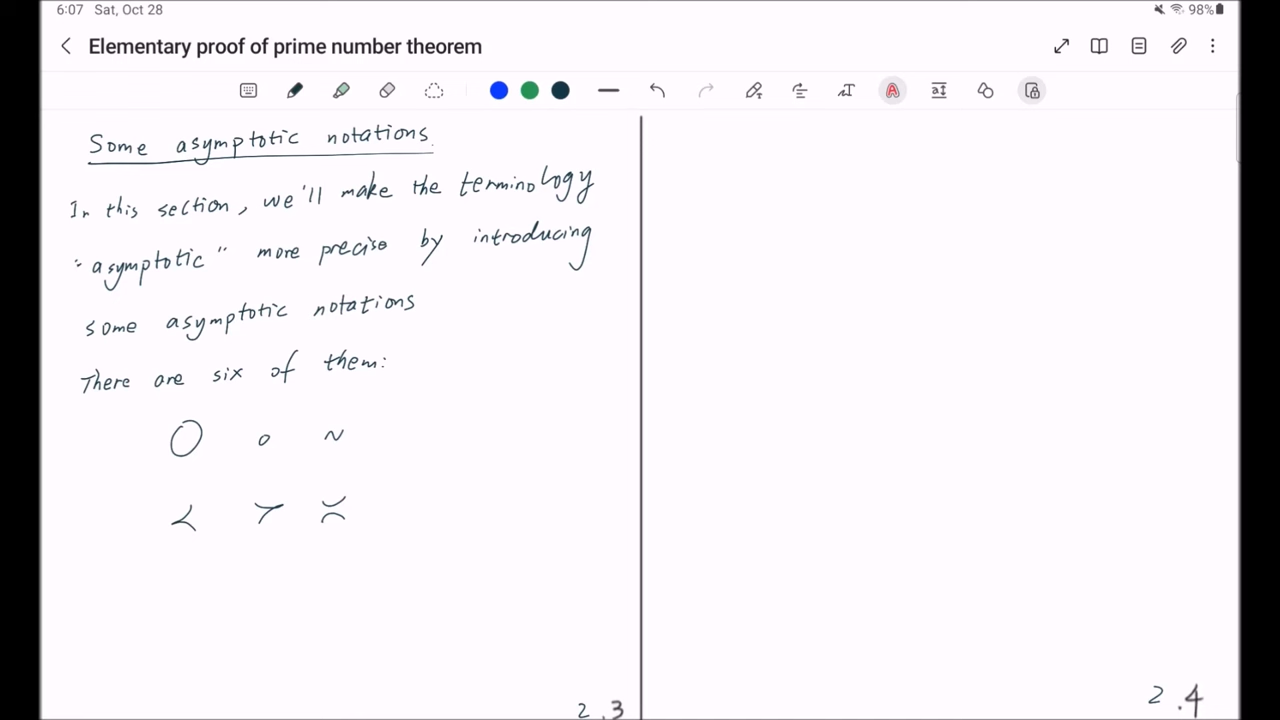 6:07 Sat, Oct 28
98%
Elementary proof of prime number theorem
Some asymptotic notations.
In this section, we'll make the terminology
"asymptotic" more precise by introducing
some asymptotic notations
There are six of them:
O o ~
≺ ≻ ≍
2.3
2.4